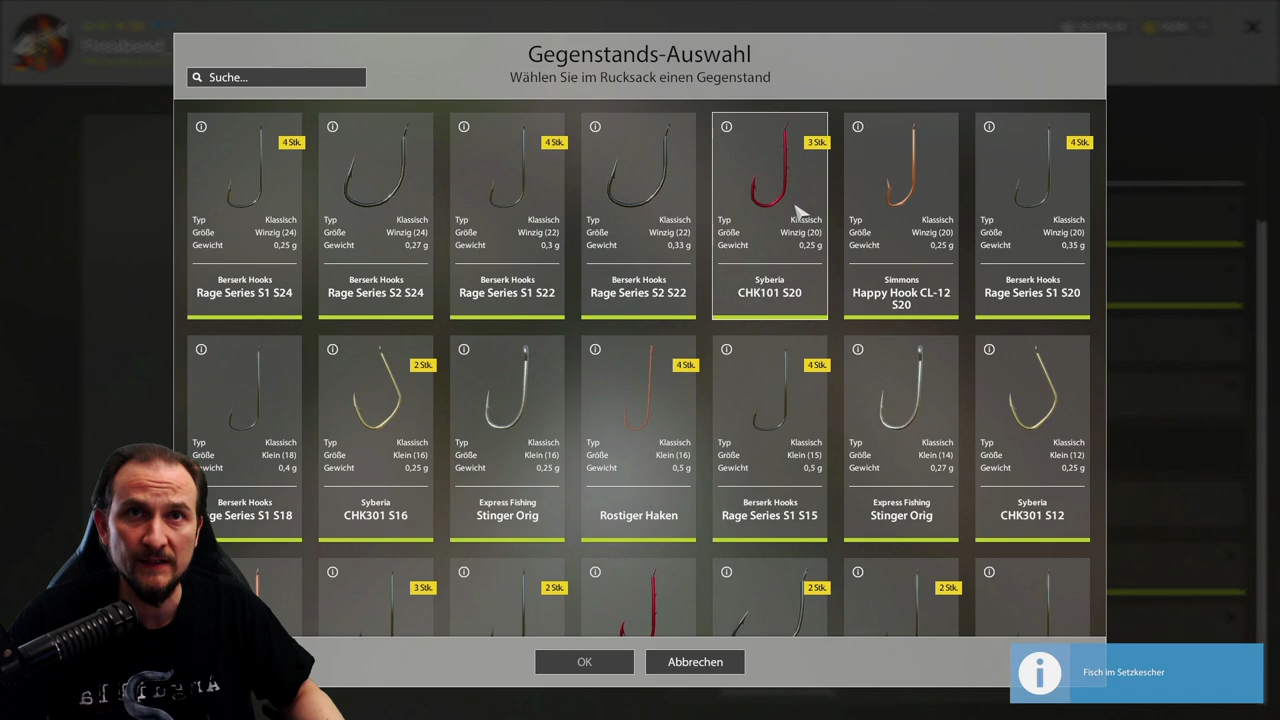 Gegenstands-Auswahl
Wählen Sie im Rucksack einen Gegenstand
Suche...
4 Stk.
Typ Klassisch
Größe Winzig (24)
Gewicht 0,25 g
Berserk Hooks
Rage Series S1 S24
Typ Klassisch
Größe Winzig (24)
Gewicht 0,27 g
Berserk Hooks
Rage Series S2 S24
4 Stk.
Typ Klassisch
Größe Winzig (22)
Gewicht 0,3 g
Berserk Hooks
Rage Series S1 S22
Typ Klassisch
Größe Winzig (22)
Gewicht 0,33 g
Berserk Hooks
Rage Series S2 S22
3 Stk.
Typ Klassisch
Größe Winzig (20)
Gewicht 0,25 g
Syberia
CHK101 S20
Typ Klassisch
Größe Winzig (20)
Gewicht 0,25 g
Simmons
Happy Hook CL-12
S20
4 Stk.
Typ Klassisch
Größe Winzig (20)
Gewicht 0,35 g
Berserk Hooks
Rage Series S1 S20
Typ Klassisch
Größe Klein (18)
Gewicht 0,4 g
Berserk Hooks
ge Series S1 S18
2 Stk.
Typ Klassisch
Größe Klein (16)
Gewicht 0,25 g
Syberia
CHK301 S16
Typ Klassisch
Größe Klein (16)
Gewicht 0,25 g
Express Fishing
Stinger Orig
4 Stk.
Typ Klassisch
Größe Klein (16)
Gewicht 0,5 g
Rostiger Haken
4 Stk.
Typ Klassisch
Größe Klein (15)
Gewicht 0,5 g
Berserk Hooks
Rage Series S1 S15
Typ Klassisch
Größe Klein (14)
Gewicht 0,27 g
Express Fishing
Stinger Orig
Typ Klassisch
Größe Klein (12)
Gewicht 0,25 g
Syberia
CHK301 S12
3 Stk.
2 Stk.
2 Stk.
2 Stk.
OK
Abbrechen
Fisch im Setzkescher